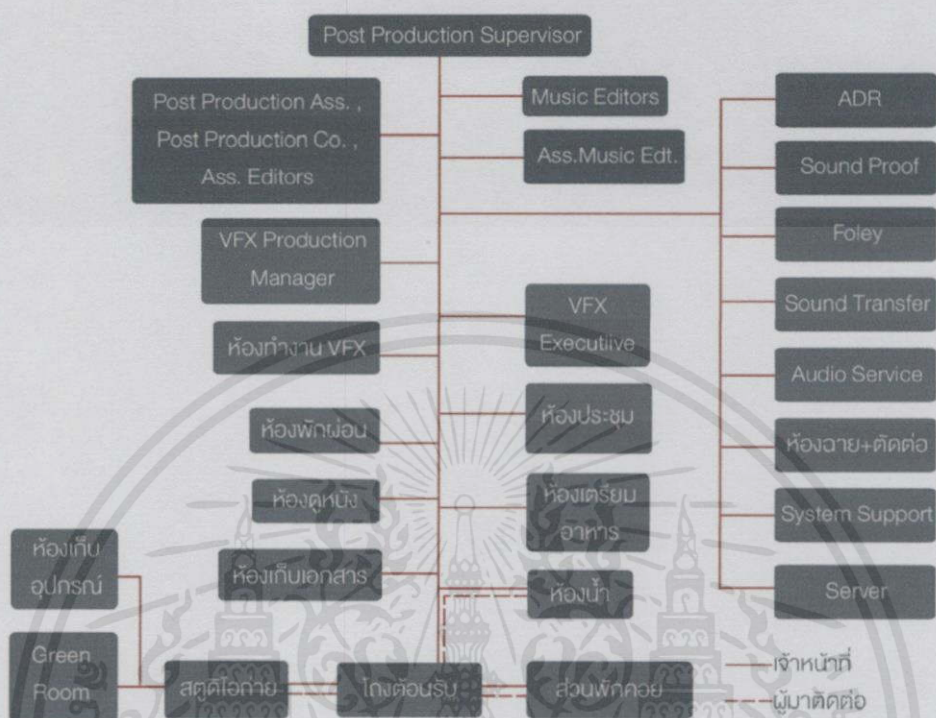 Post Production Supervisor
Post Production Ass. ,
Post Production Co. ,
Ass. Editors
Music Editors
Ass.Music Edt.
VFX Production
Manager
VFX
Executiive
ห้องทำงาน VFX
ห้องประชุม
ห้องพักผ่อน
ห้องดูหนัง
ห้องเตรียม
อาหาร
ห้องเก็บเอกสาร
ห้องน้ำ
ห้องเก็บ
อุปกรณ์
Green
Room
สตูดิโอถ่าย
โถงต้อนรับ
ส่วนพักคอย
ADR
Sound Proof
Foley
Sound Transfer
Audio Service
ห้องฉาย+ตัดต่อ
System Support
Server
เจ้าหน้าที่
ผู้มาตัดต่อ